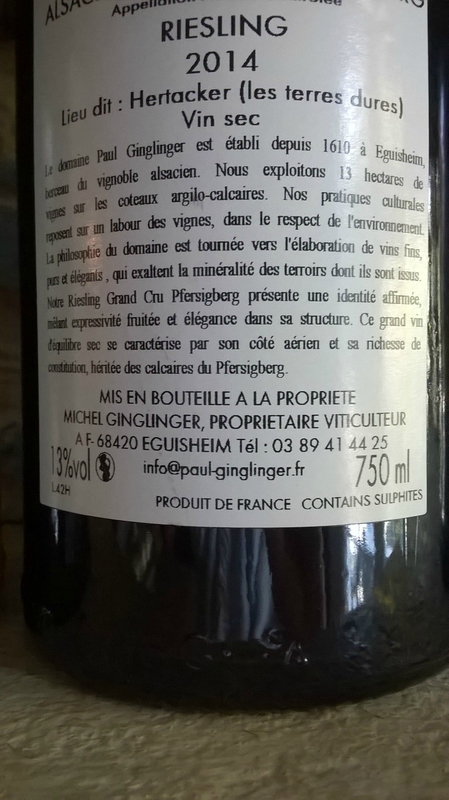 ALSAC
Appellation
RIESLING
2014
Lieu dit : Hertacker (les terres dures)
Vin sec
Le domaine Paul Ginglinger est établi depuis 1610 à Eguisheim,
berceau du vignoble alsacien. Nous exploitons 13 hectares de
vignes sur les coteaux argilo-calcaires. Nos pratiques culturales
reposent sur un labour des vignes, dans le respect de l'environnement.
La philosophie du domaine est tournée vers l'élaboration de vins fins,
purs et élégants , qui exaltent la minéralité des terroirs dont ils sont issus.
Notre Riesling Grand Cru Pfersigberg présente une identité affirmée,
mêlant expressivité fruitée et élégance dans sa structure. Ce grand vin
d'équilibre sec se caractérise par son côté aérien et sa richesse de
constitution, héritée des calcaires du Pfersigberg.
MIS EN BOUTEILLE A LA PROPRIETE
MICHEL GINGLINGER, PROPRIETAIRE VITICULTEUR
A F- 68420 EGUISHEIM Tél : 03 89 41 44 25
13%vol info@paul-ginglinger.fr 750 ml
L42H
PRODUIT DE FRANCE CONTAINS SULPHITES